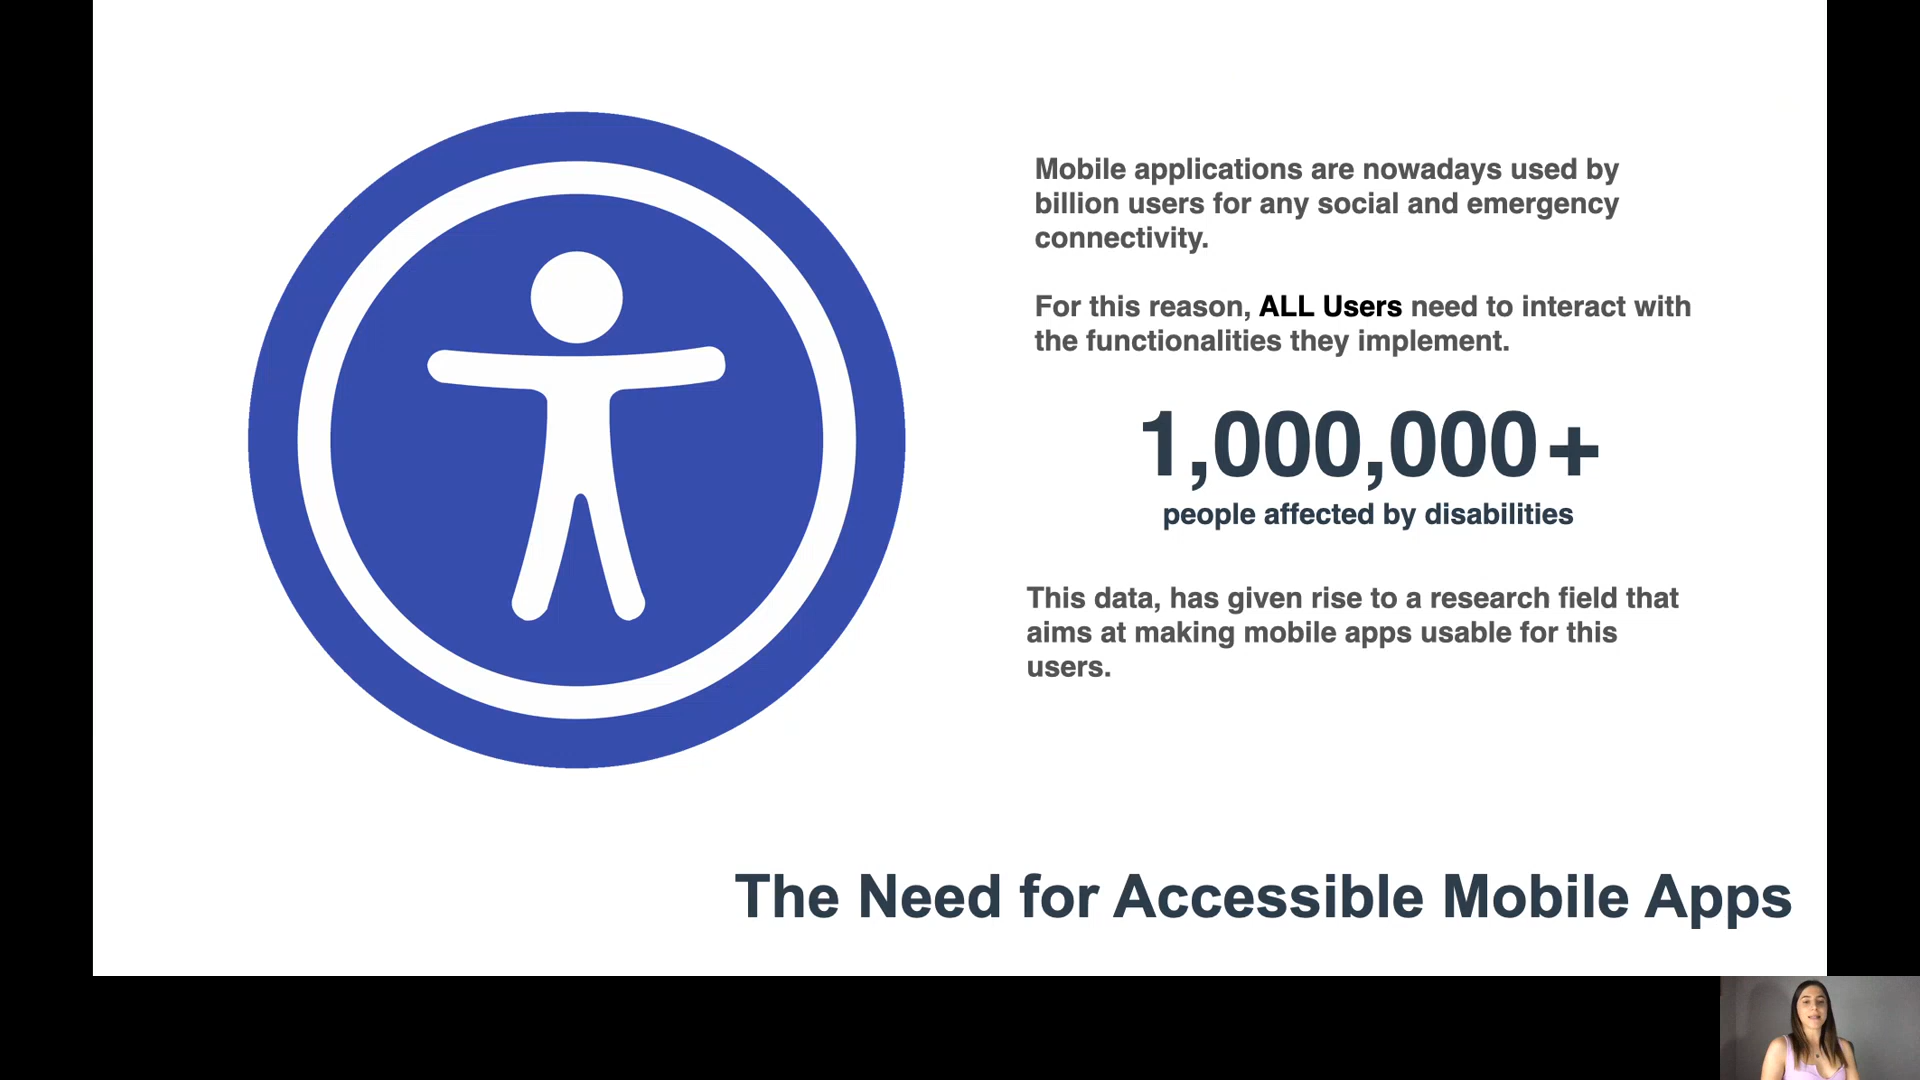 Mobile applications are nowadays used by
billion users for any social and emergency
connectivity.
For this reason, ALL Users need to interact with
the functionalities they implement.
1,000,000+
people affected by disabilities
This data, has given rise to a research field that
aims at making mobile apps usable for this
users.
The Need for Accessible Mobile Apps